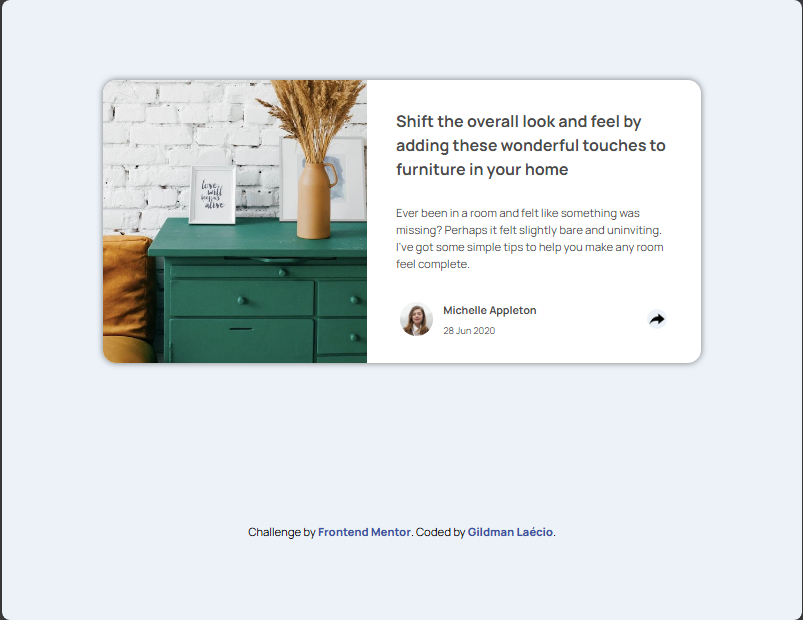 love
will
keep us
alive
Shift the overall look and feel by
adding these wonderful touches to
furniture in your home
Ever been in a room and felt like something was
missing? Perhaps it felt slightly bare and uninviting.
I've got some simple tips to help you make any room
feel complete.
Michelle Appleton
28 Jun 2020
Challenge by Frontend Mentor. Coded by Gildman Laécio.